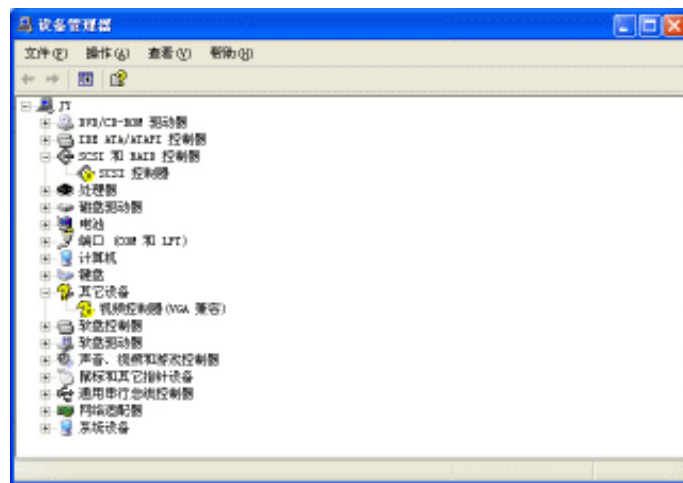 设备管理器
文件(F) 操作(A) 查看(V) 帮助(H)
JT
DVD/CD-ROM 驱动器
IDE ATA/ATAPI 控制器
SCSI 和 RAID 控制器
SCSI 控制器
处理器
磁盘驱动器
电池
端口 (COM 和 LPT)
计算机
键盘
其它设备
视频控制器(VGA 兼容)
软盘控制器
软盘驱动器
声音、视频和游戏控制器
鼠标和其它指针设备
通用串行总线控制器
网络适配器
系统设备